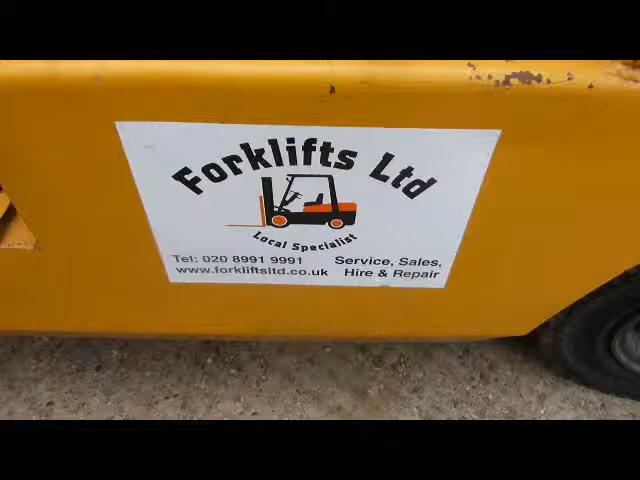 Forklifts Ltd
Local Specialist
Tel: 020 8991 9991 Service, Sales,
www.forkliftsltd.co.uk Hire & Repair